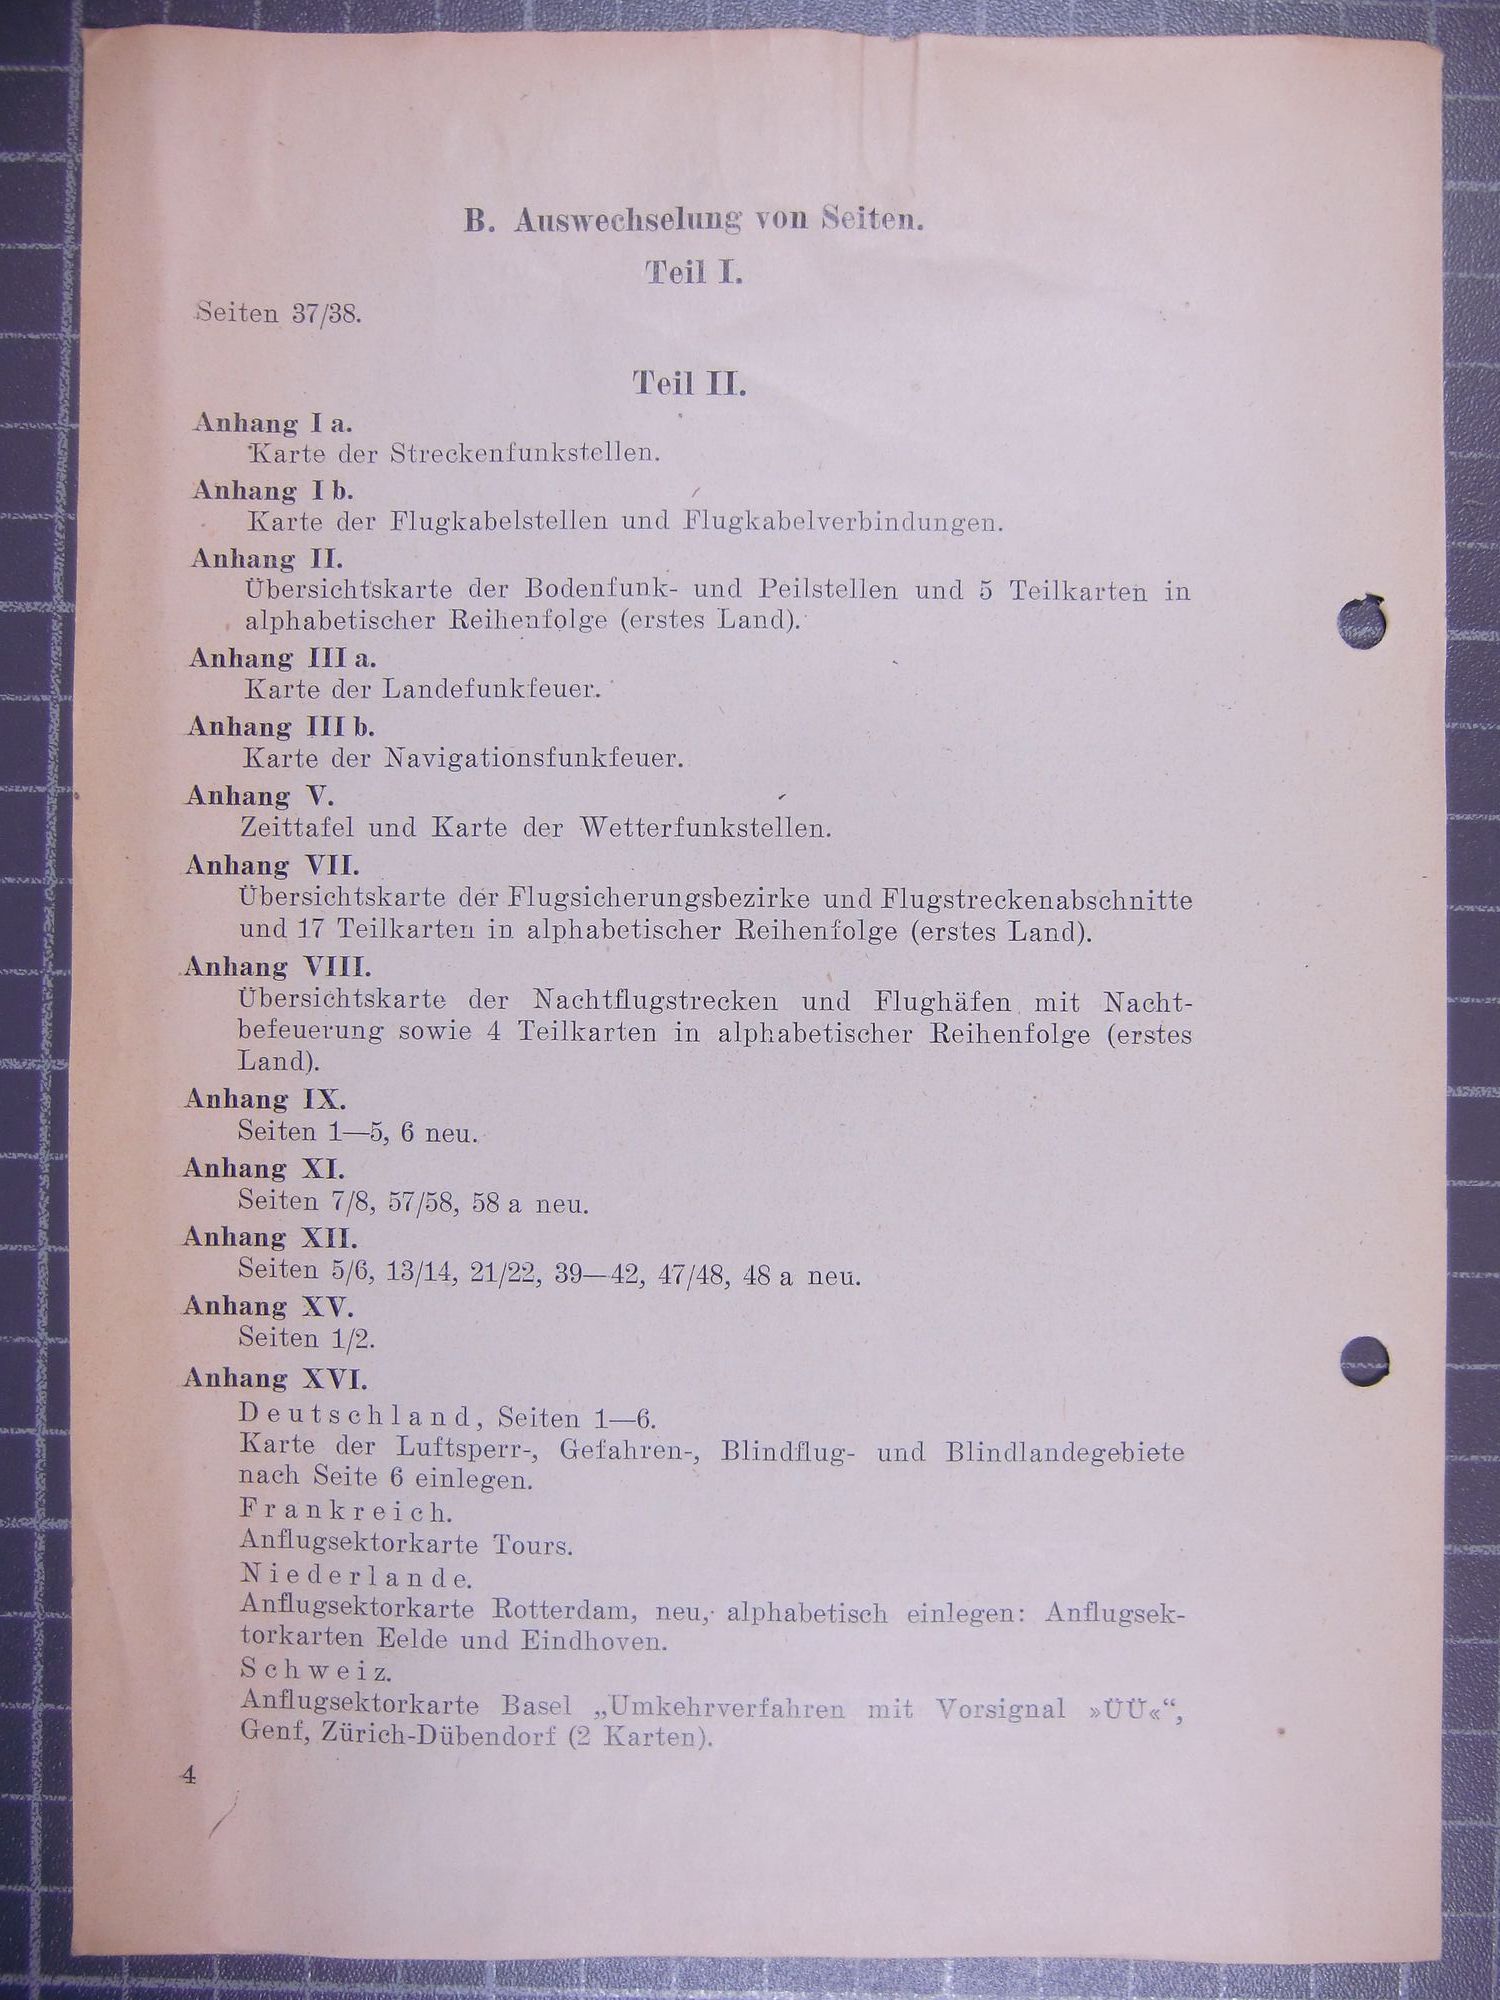 B. Auswechselung von Seiten.
Teil I.
Seiten 37/38.
Teil II.
Anhang I a.
Karte der Streckenfunkstellen.
Anhang I b.
Karte der Flugkabelstellen und Flugkabelverbindungen.
Anhang II.
Übersichtskarte der Bodenfunk- und Peilstellen und 5 Teilkarten in
alphabetischer Reihenfolge (erstes Land).
Anhang III a.
Karte der Landefunkfeuer.
Anhang III b.
Karte der Navigationsfunkfeuer.
Anhang V.
Zeittafel und Karte der Wetterfunkstellen.
Anhang VII.
Übersichtskarte der Flugsicherungsbezirke und Flugstreckenabschnitte
und 17 Teilkarten in alphabetischer Reihenfolge (erstes Land).
Anhang VIII.
Übersichtskarte der Nachtflugstrecken und Flughäfen mit Nacht-
befeuerung sowie 4 Teilkarten in alphabetischer Reihenfolge (erstes
Land).
Anhang IX.
Seiten 1—5, 6 neu.
Anhang XI.
Seiten 7/8, 57/58, 58 a neu.
Anhang XII.
Seiten 5/6, 13/14, 21/22, 39—42, 47/48, 48 a neu.
Anhang XV.
Seiten 1/2.
Anhang XVI.
Deutschland, Seiten 1—6.
Karte der Luftsperr-, Gefahren-, Blindflug- und Blindlandegebiete
nach Seite 6 einlegen.
Frankreich.
Anflugsektorkarte Tours.
Niederlande.
Anflugsektorkarte Rotterdam, neu, alphabetisch einlegen: Anflugsek-
torkarten Eelde und Eindhoven.
Schweiz.
Anflugsektorkarte Basel „Umkehrverfahren mit Vorsignal »ÜÜ«“,
Genf, Zürich-Dübendorf (2 Karten).
4